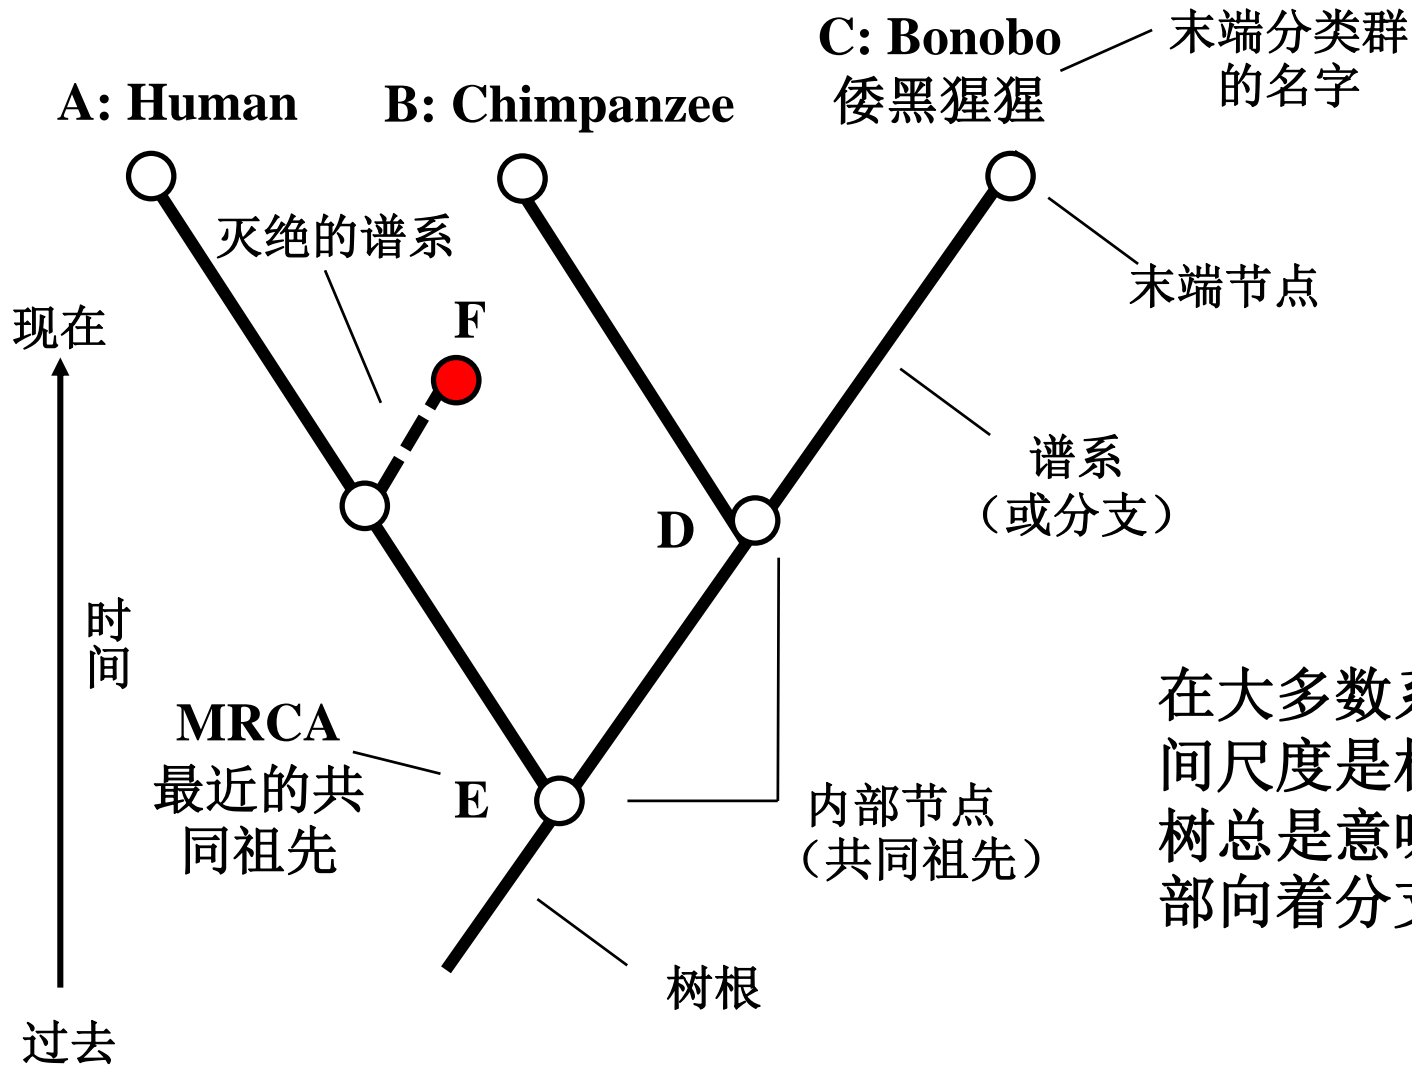 C: Bonobo
倭黑猩猩
末端分类群
的名字
A: Human
B: Chimpanzee
灭绝的谱系
末端节点
现在
F
谱系
（或分支）
D
时
间
MRCA
最近的共
同祖先
E
内部节点
（共同祖先）
在大多数
间尺度是
树总是意
部向着分
树根
过去